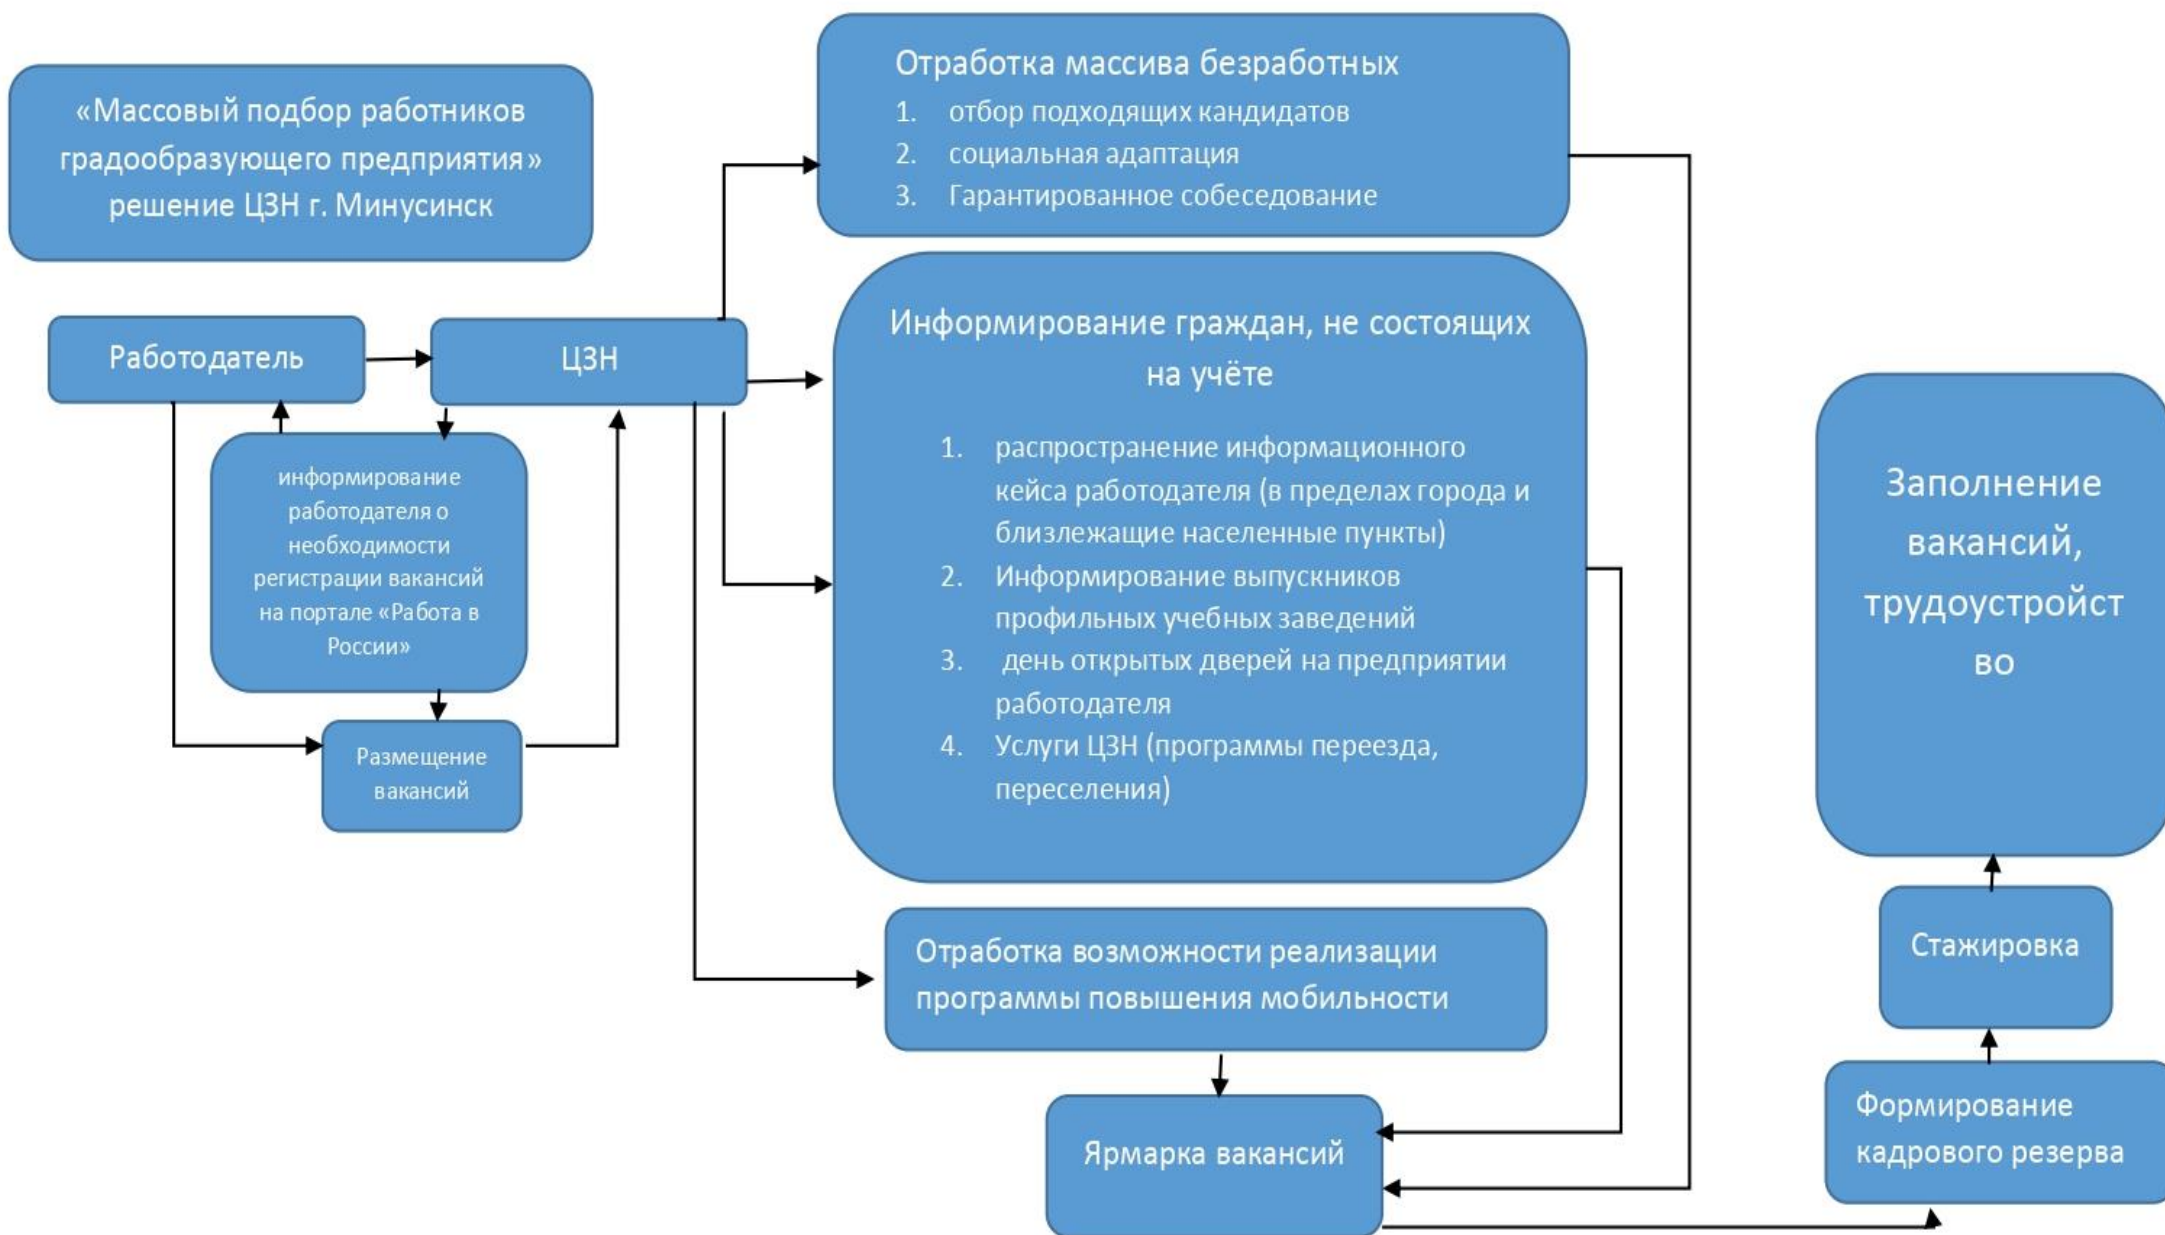 «Массовый подбор работников
градообразующего предприятия»
решение ЦЗН г. Минусинск
Работодатель
ЦЗН
информирование
работодателя о
необходимости
регистрации вакансий
на портале «Работа в
России»
Размещение
вакансий
Отработка массива безработных
1. отбор подходящих кандидатов
2. социальная адаптация
3. Гарантированное собеседование
Информирование граждан, не состоящих
на учёте
1. распространение информационного
кейса работодателя (в пределах города и
близлежащие населенные пункты)
2. Информирование выпускников
профильных учебных заведений
3. день открытых дверей на предприятии
работодателя
4. Услуги ЦЗН (программы переезда,
переселения)
Отработка возможности реализации
программы повышения мобильности
Ярмарка вакансий
Заполнение
вакансий,
трудоустройст
во
Стажировка
Формирование
кадрового резерва